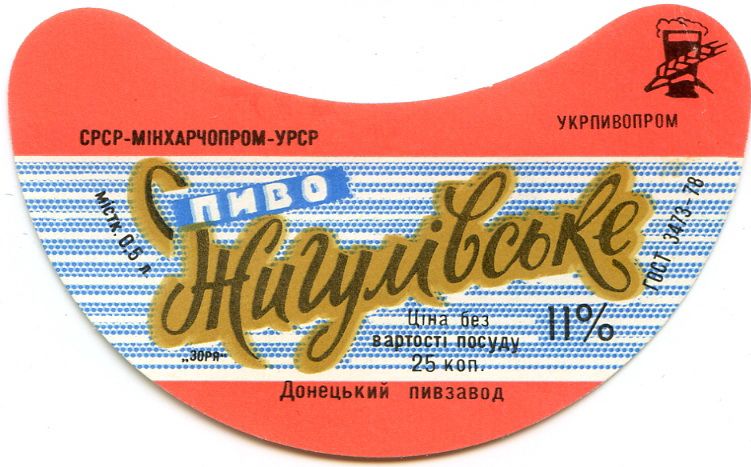 СРСР-МІНХАРЧОПРОМ-УРСР
УКРПИВОПРОМ
МІСТК. 0,5 л.
ПИВО
Жигулівське
ГОСТ 3473-78
Ціна без
вартості посуду
25 коп.
11%
„ЗОРЯ“
Донецький пивзавод